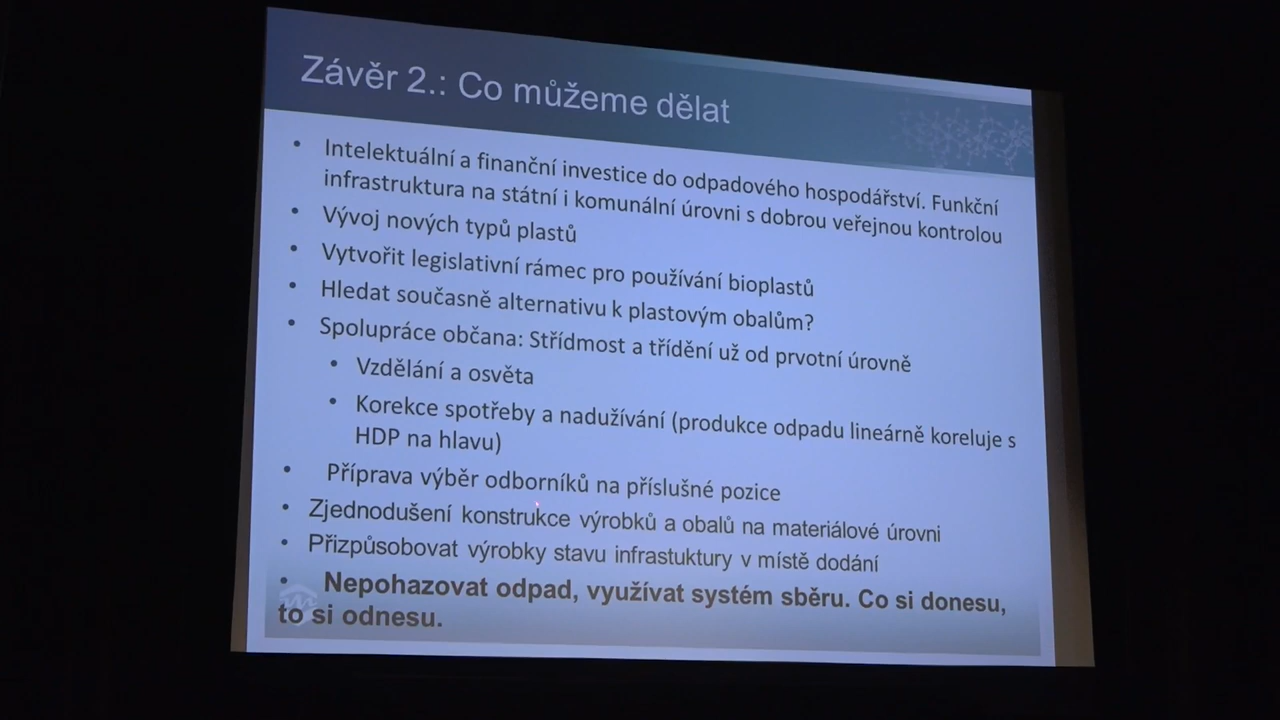 Závěr 2.: Co můžeme dělat
• Intelektuální a finanční investice do odpadového hospodářství. Funkční
infrastruktura na státní i komunální úrovni s dobrou veřejnou kontrolou
• Vývoj nových typů plastů
• Vytvořit legislativní rámec pro používání bioplastů
• Hledat současně alternativu k plastovým obalům?
• Spolupráce občana: Střídmost a třídění už od prvotní úrovně
• Vzdělání a osvěta
• Korekce spotřeby a nadužívání (produkce odpadu lineárně koreluje s
HDP na hlavu)
• Příprava výběr odborníků na příslušné pozice
• Zjednodušení konstrukce výrobků a obalů na materiálové úrovni
• Přizpůsobovat výrobky stavu infrastuktury v místě dodání
• Nepohazovat odpad, využívat systém sběru. Co si donesu,
to si odnesu.